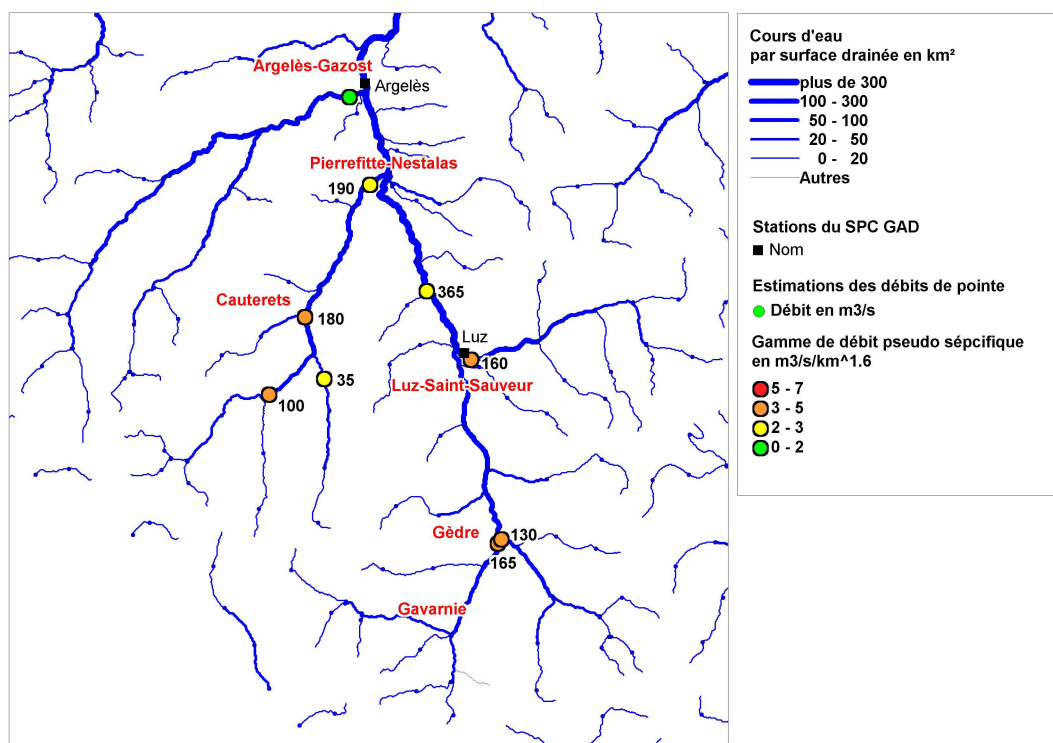 Argelès-Gazost
Argelès
Pierrefitte-Nestalas
190
Cauterets
365
180
Luz
160
35
Luz-Saint-Sauveur
100
Gèdre
130
165
Gavarnie
Cours d'eau
par surface drainée en km²
plus de 300
100 - 300
50 - 100
20 - 50
0 - 20
Autres
Stations du SPC GAD
Nom
Estimations des débits de pointe
Débit en m3/s
Gamme de débit pseudo sépcifique
en m3/s/km^1.6
5 - 7
3 - 5
2 - 3
0 - 2